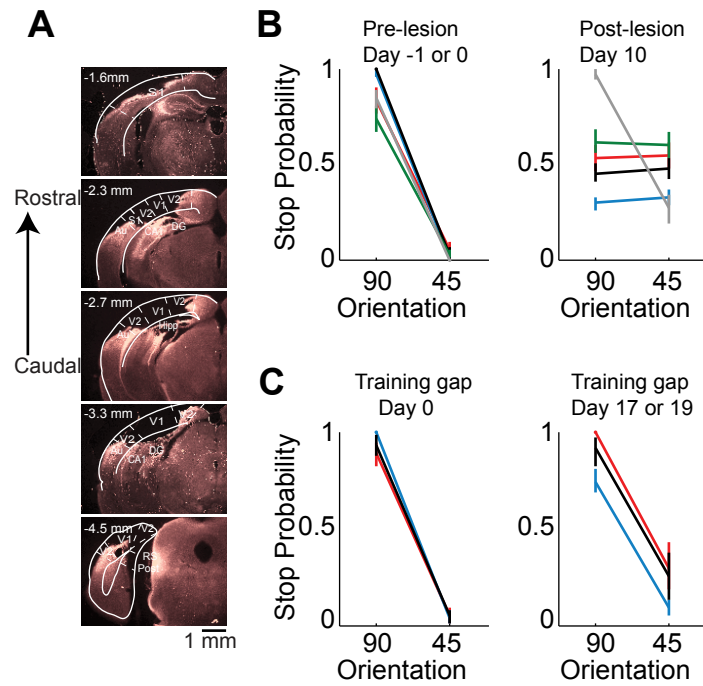 A
-1.6mm
S1
Rostral
-2.3 mm
V2
V1
V2
S1
Au
CA1
DG
-2.7 mm
V2
V1
V2
Au
Hipp
Caudal
-3.3 mm
V1
V2
V2
Au
CA1
DG
-4.5 mm
V2
V1
V2
RS
Post
1 mm
B
Pre-lesion
Day -1 or 0
Post-lesion
Day 10
Stop Probability
1
0.5
0
90 45
Orientation
1
0.5
0
90 45
Orientation
C
Training gap
Day 0
Training gap
Day 17 or 19
Stop Probability
1
0.5
0
90 45
Orientation
1
0.5
0
90 45
Orientation